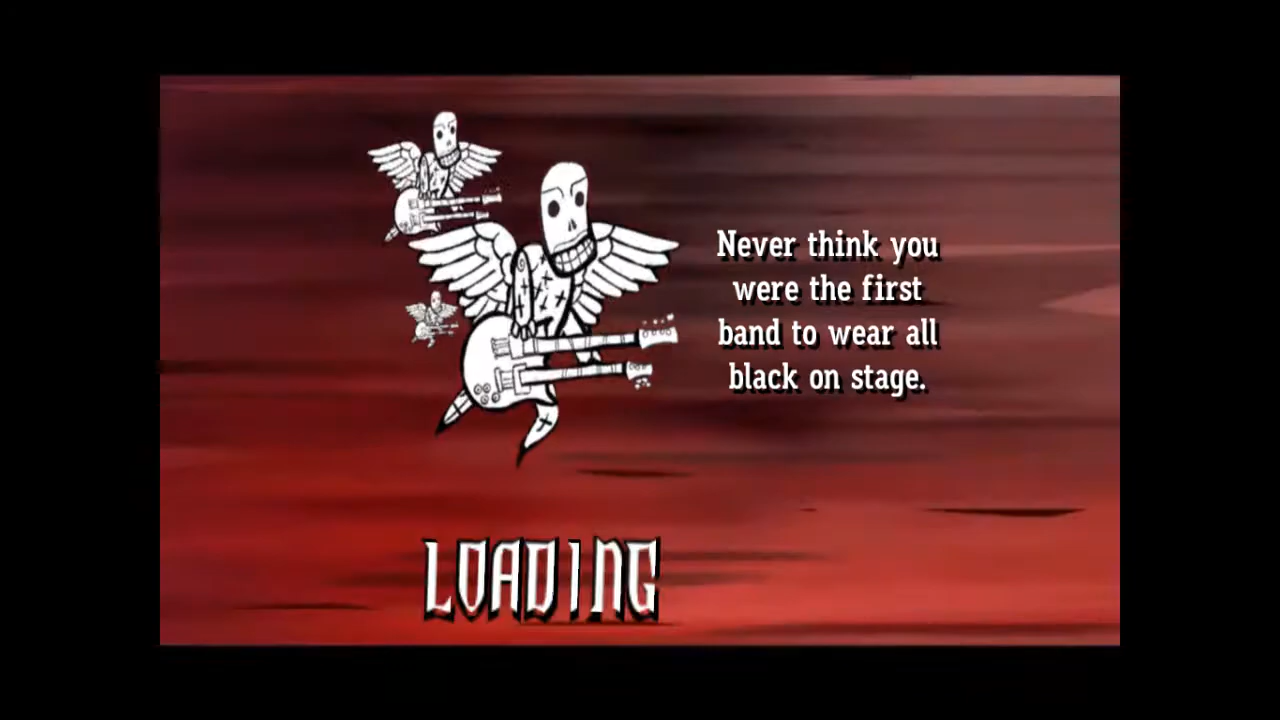 Never think you
were the first
band to wear all
black on stage.
LOADING